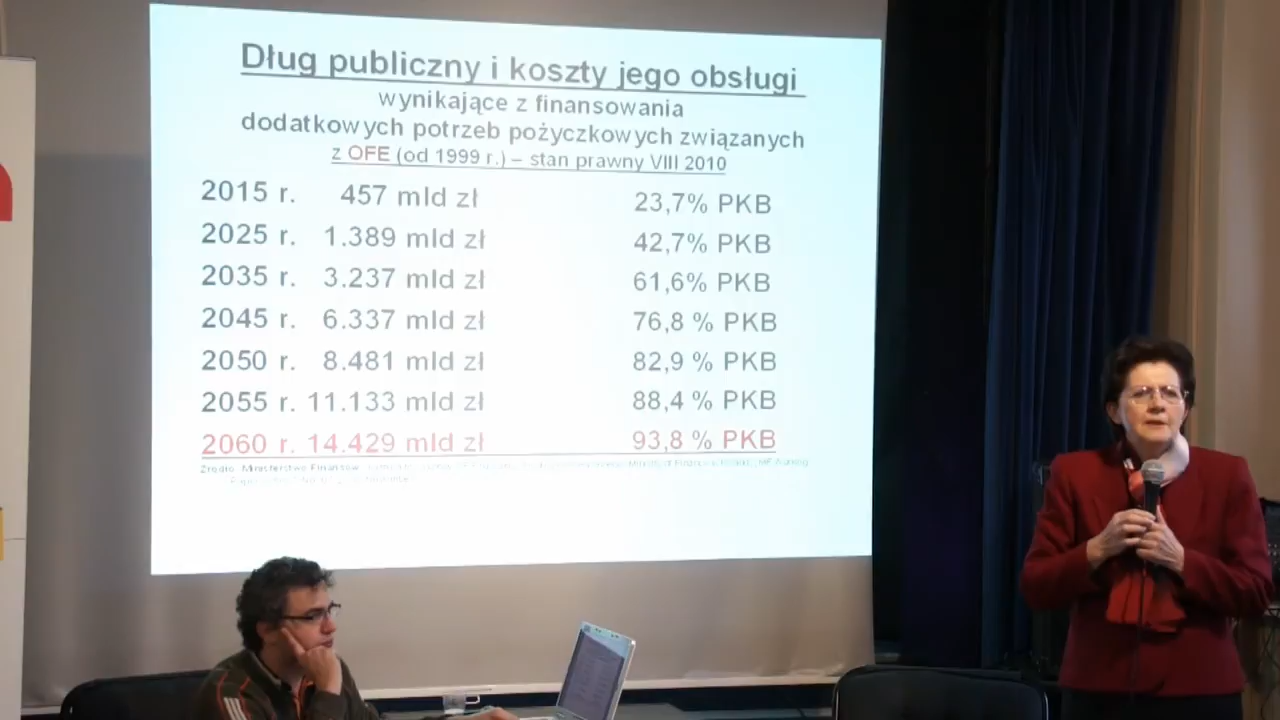 Dług publiczny i koszty jego obsługi
wynikające z finansowania
dodatkowych potrzeb pożyczkowych związanych
z OFE (od 1999 r.) – stan prawny VIII 2010
2015 r. 457 mld zł 23,7% PKB
2025 r. 1.389 mld zł 42,7% PKB
2035 r. 3.237 mld zł 61,6% PKB
2045 r. 6.337 mld zł 76,8 % PKB
2050 r. 8.481 mld zł 82,9 % PKB
2055 r. 11.133 mld zł 88,4 % PKB
2060 r. 14.429 mld zł 93,8 % PKB
Źródło: Ministerstwo Finansów